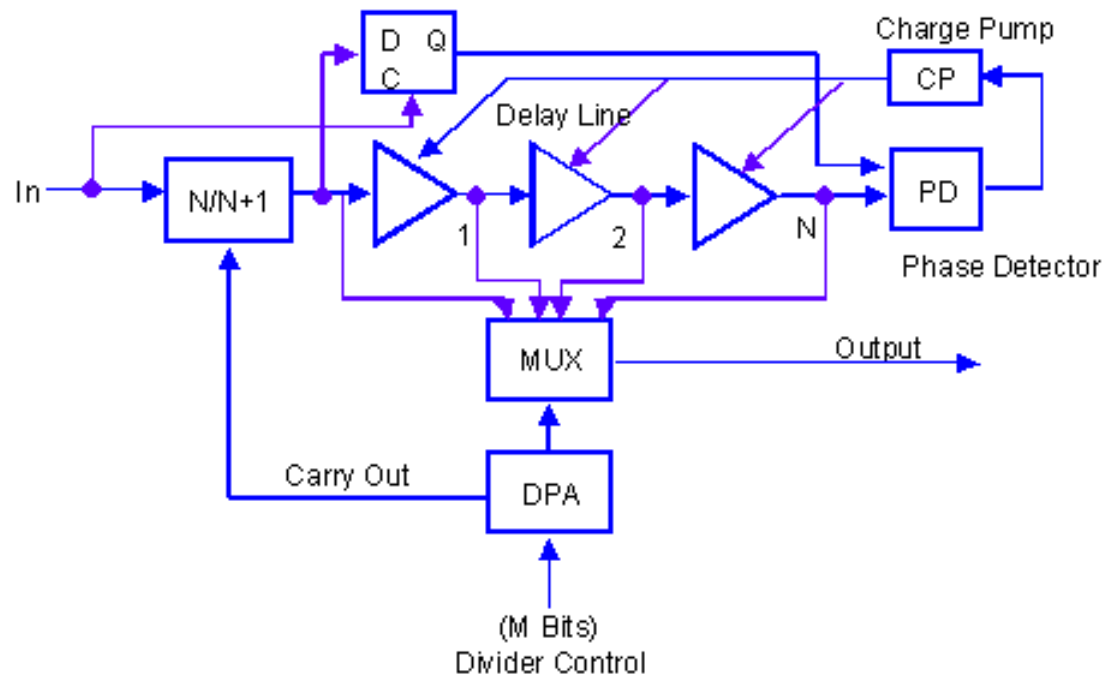 Charge Pump
D Q
C
CP
Delay Line
In
N/N+1
1
2
N
PD
Phase Detector
MUX
Output
Carry Out
DPA
(M Bits)
Divider Control